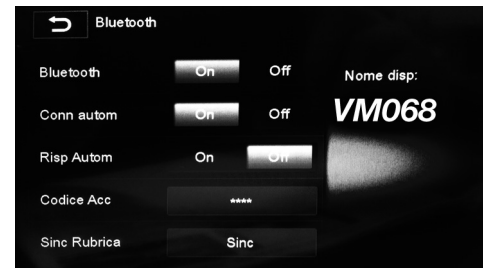 Bluetooth
Bluetooth On Off
Nome disp:
VM068
Conn autom On Off
Risp Autom On Off
Codice Acc ****
Sinc Rubrica Sinc